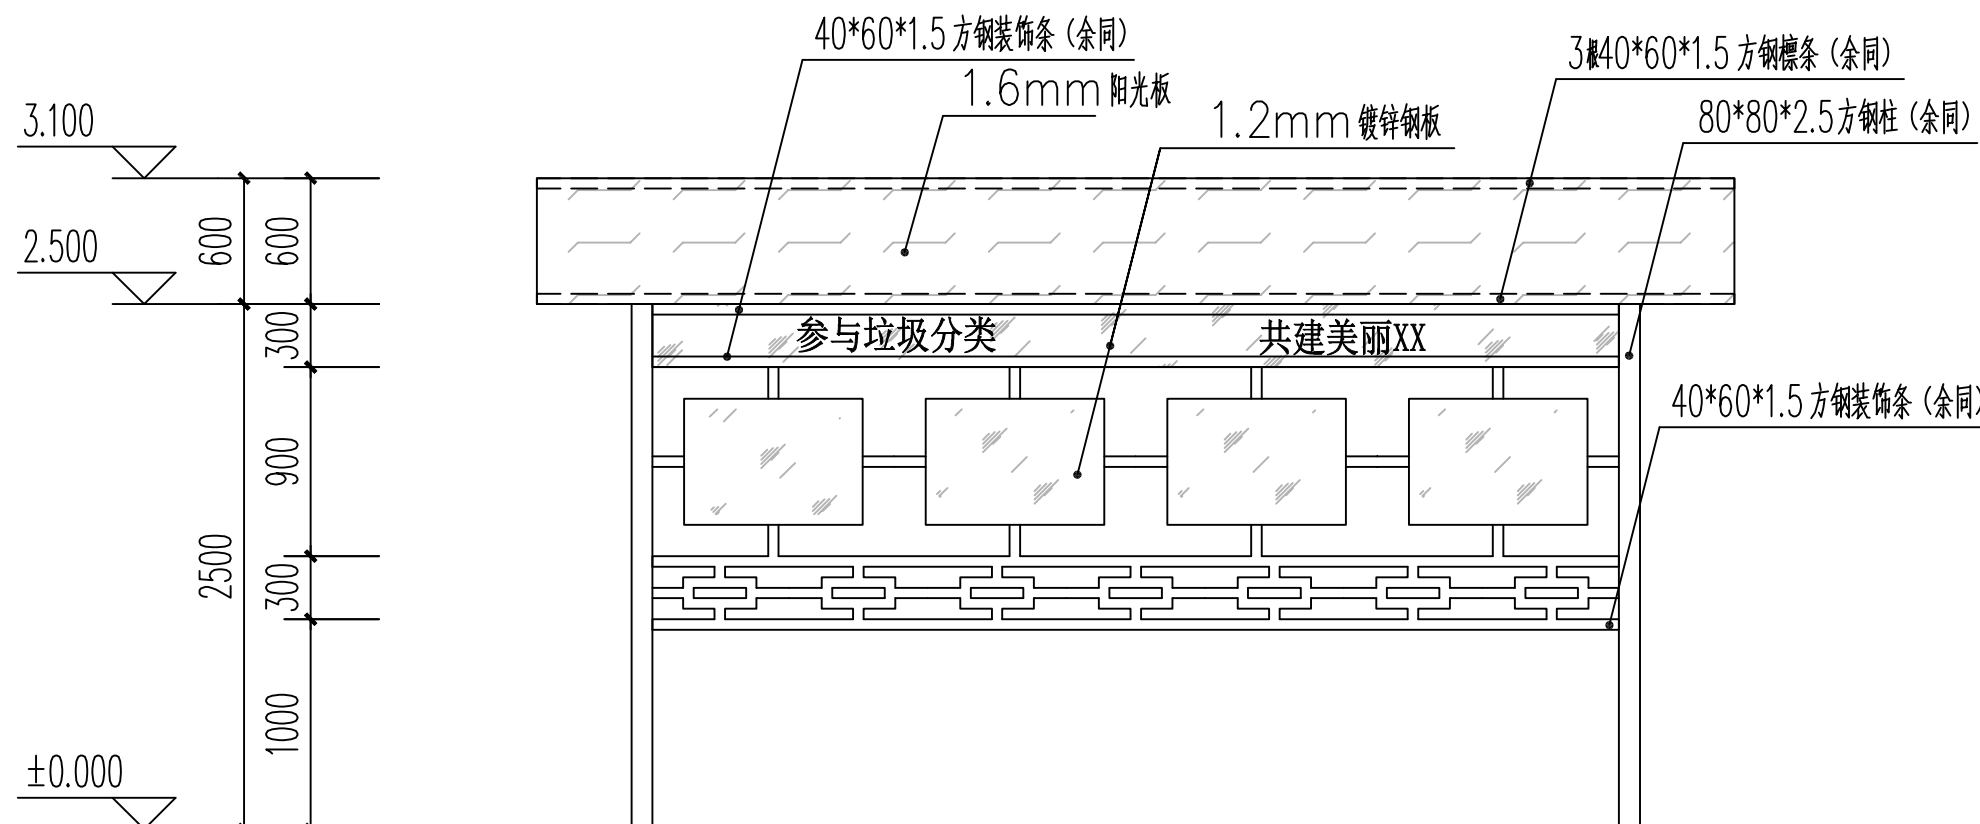 40*60*1.5 方钢装饰条 (余同)
3根40*60*1.5 方钢檩条 (余同)
1.6mm 阳光板
1.2mm 镀锌钢板
80*80*2.5方钢柱 (余同)
3.100
2.500
600
600
300
参与垃圾分类
共建美丽XX
40*60*1.5 方钢装饰条 (余同)
900
2500
300
1000
±0.000